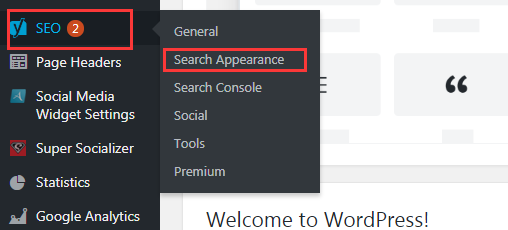 SEO 2
Page Headers
Social Media
Widget Settings
Super Socializer
Statistics
Google Analytics
General
Search Appearance
Search Console
Social
Tools
Premium
Welcome to WordPress!